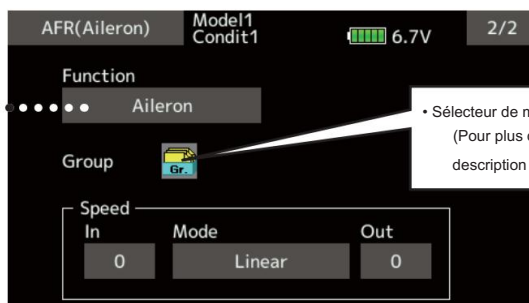 AFR(Aileron) Model1 Condit1 6.7V 2/2
Function
Aileron
• Sélecteur de
(Pour plus
description
Group
Gr.
Speed
In Mode Out
0 Linear 0